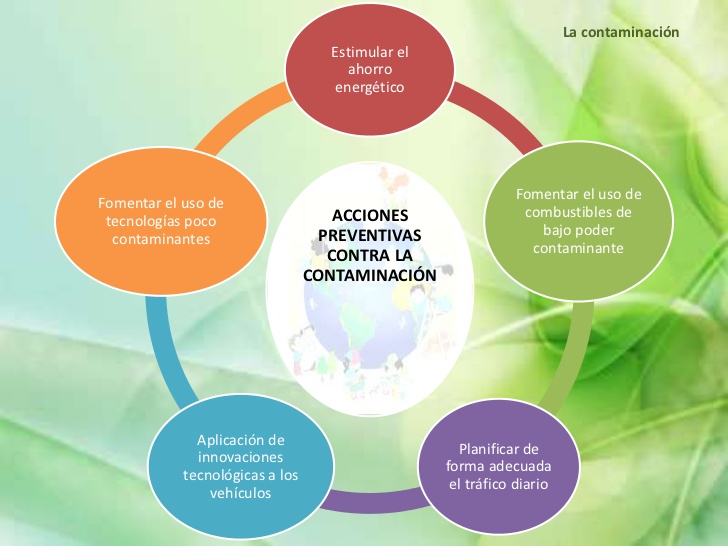 La contaminación
Estimular el
ahorro
energético
Fomentar el uso de
combustibles de
bajo poder
contaminante
Planificar de
forma adecuada
el tráfico diario
Aplicación de
innovaciones
tecnológicas a los
vehículos
Fomentar el uso de
tecnologías poco
contaminantes
ACCIONES
PREVENTIVAS
CONTRA LA
CONTAMINACIÓN